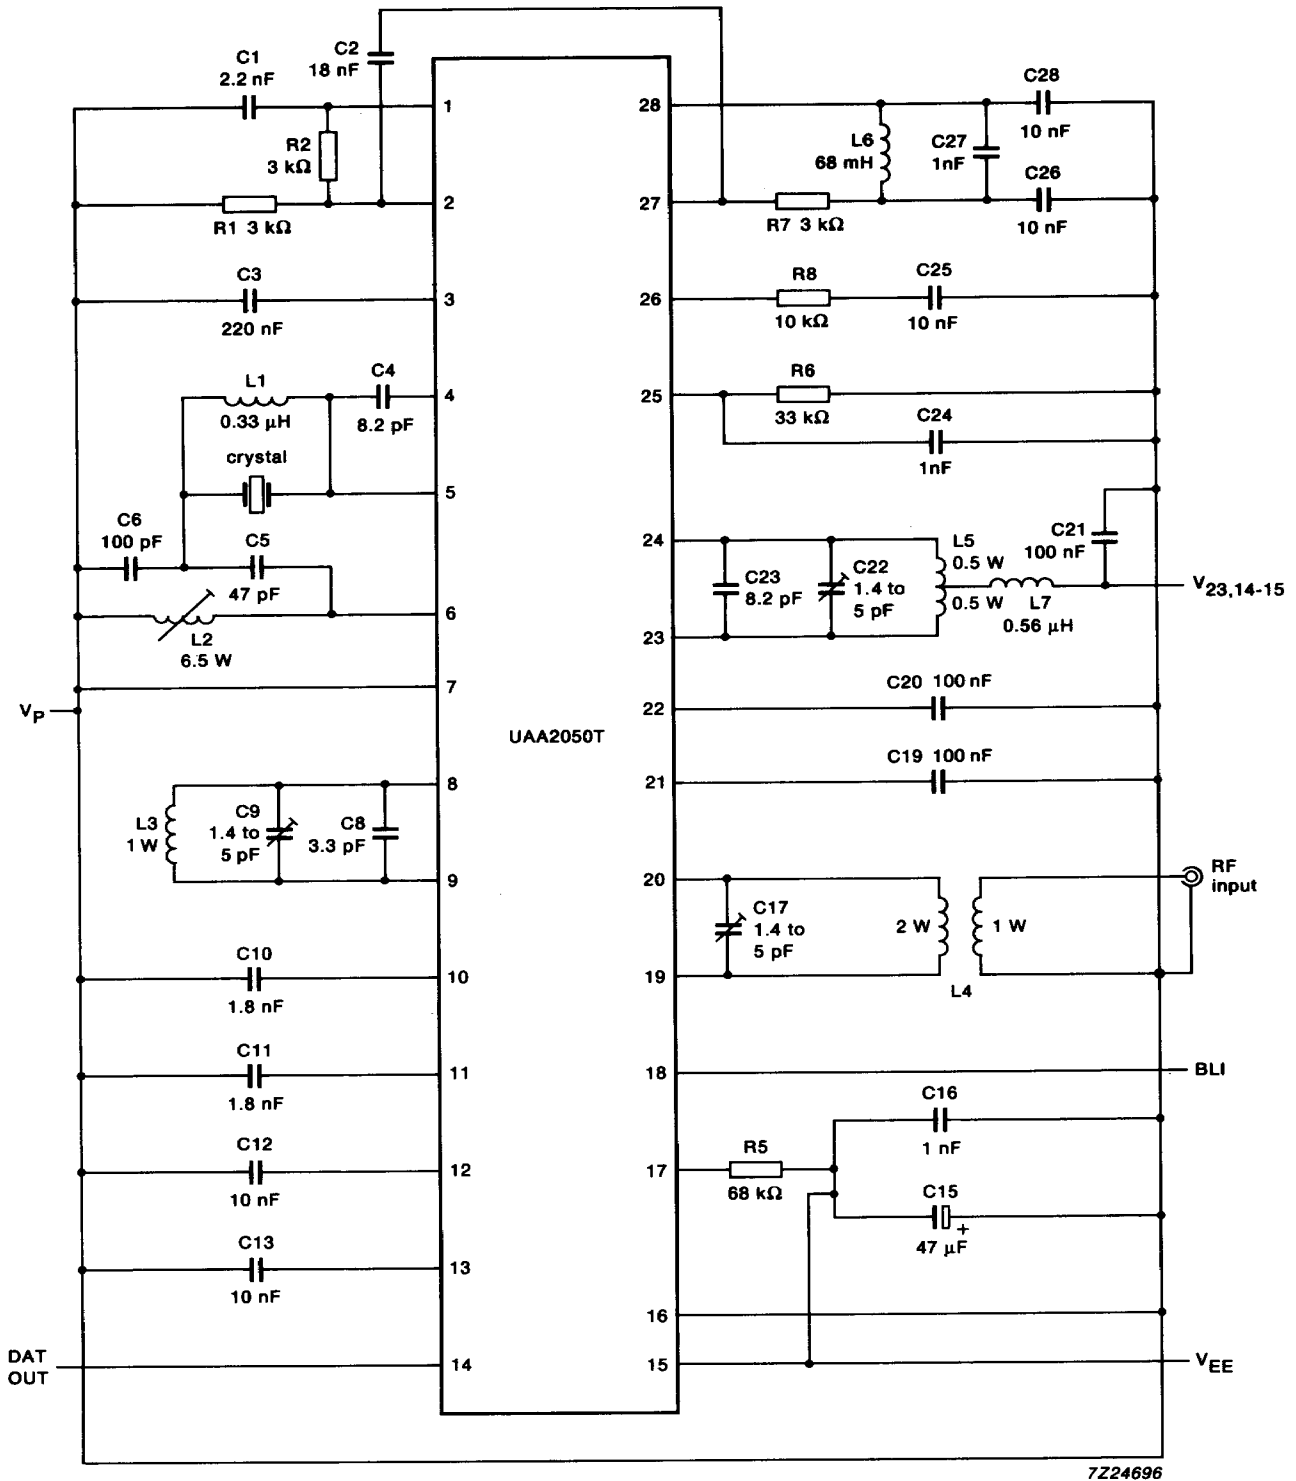 C1
2.2 nF
C2
18 nF
1
R2
3 kΩ
2
R1 3 kΩ
C3
220 nF
3
L1
0.33 μH
C4
8.2 pF
4
crystal
5
C6
100 pF
C5
47 pF
6
L2
6.5 W
7
VP
UAA2050T
8
L3
1 W
C9
1.4 to
5 pF
C8
3.3 pF
9
C10
1.8 nF
10
C11
1.8 nF
11
C12
10 nF
12
C13
10 nF
13
DAT
OUT
14
28
L6
68 mH
C27
1nF
C28
10 nF
C26
10 nF
27
R7 3 kΩ
26
R8
10 kΩ
C25
10 nF
25
R6
33 kΩ
C24
1nF
24
C23
8.2 pF
C22
1.4 to
5 pF
L5
0.5 W
0.5 W
L7
0.56 μH
C21
100 nF
V23,14-15
23
22
C20 100 nF
21
C19 100 nF
20
C17
1.4 to
5 pF
2 W
1 W
L4
RF
input
19
18
BLI
17
R5
68 kΩ
C16
1 nF
C15
+
47 μF
16
15
VEE
7Z24696